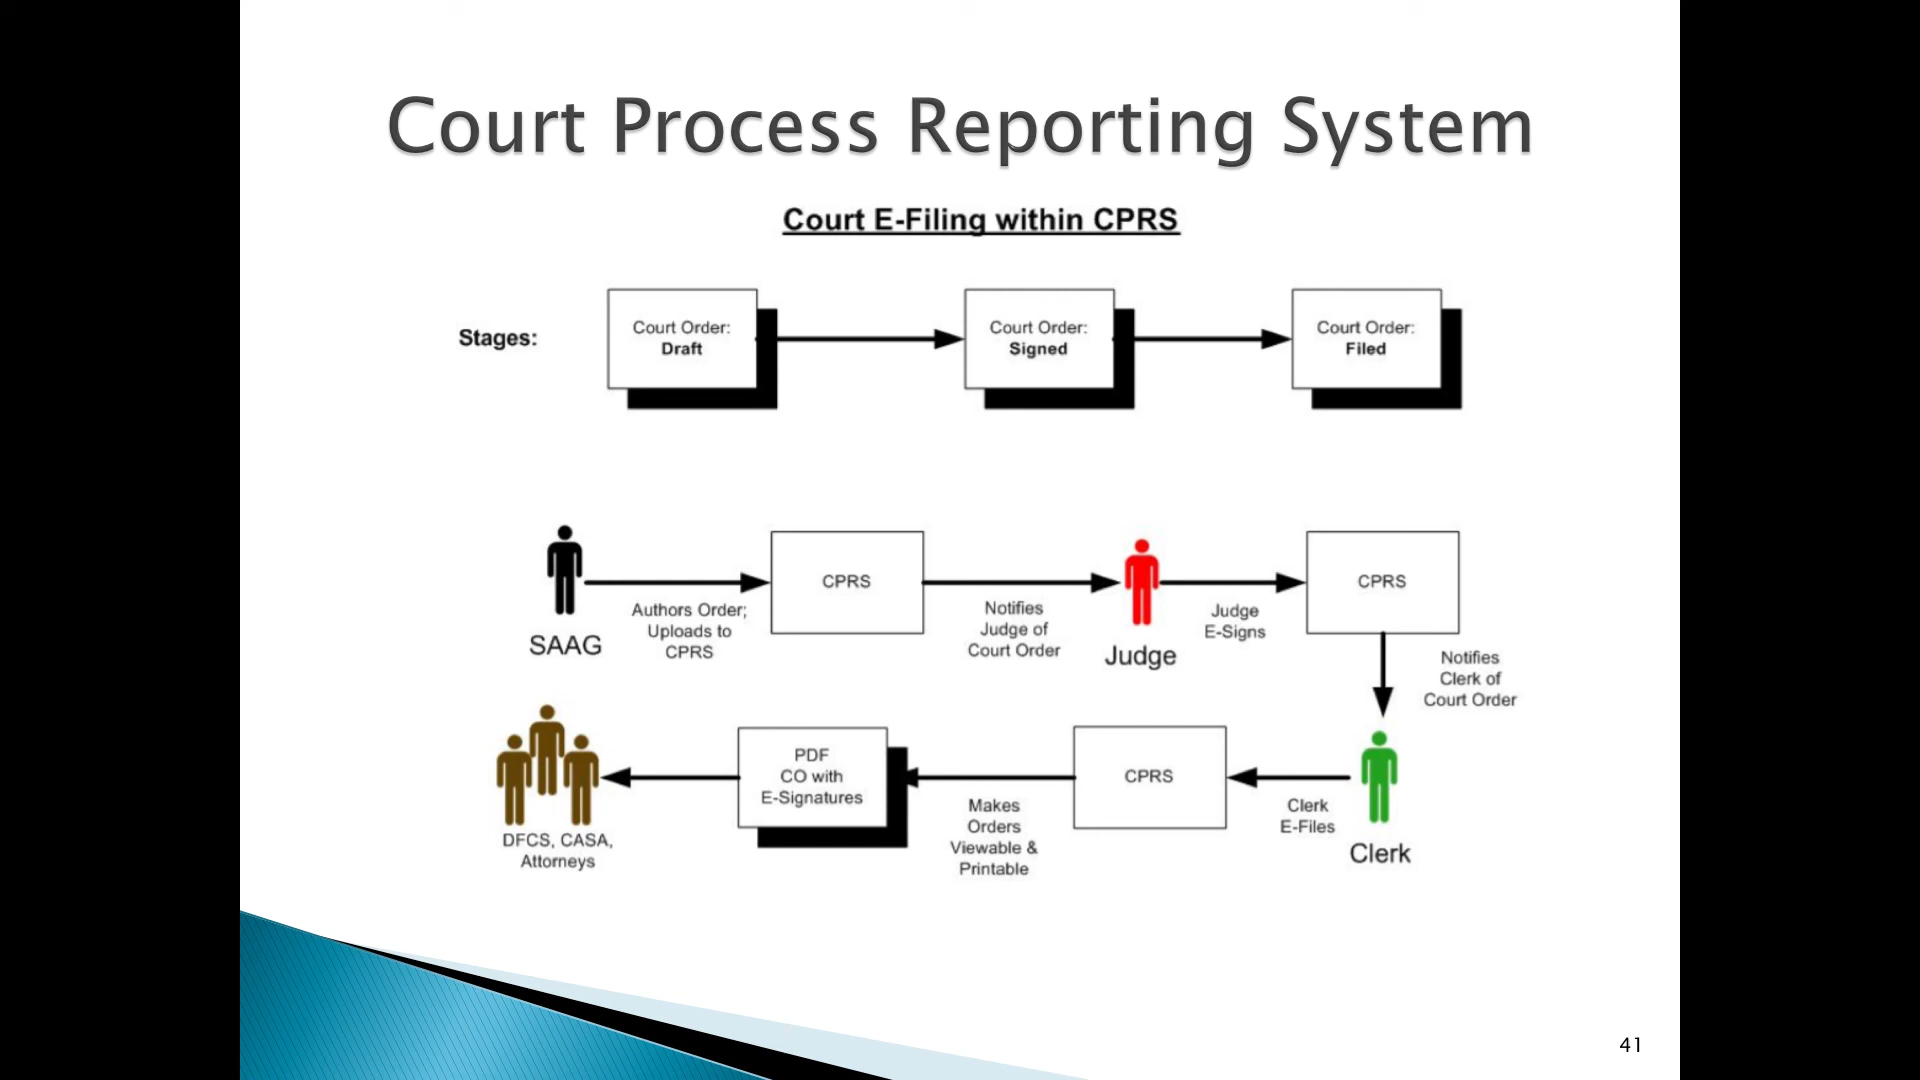 Court Process Reporting System
Court E-Filing within CPRS
Stages:
Court Order:
Draft
Court Order:
Signed
Court Order:
Filed
SAAG
Authors Order;
Uploads to
CPRS
CPRS
Notifies
Judge of
Court Order
Judge
Judge
E-Signs
CPRS
Notifies
Clerk of
Court Order
Clerk
Clerk
E-Files
CPRS
Makes
Orders
Viewable &
Printable
PDF
CO with
E-Signatures
DFCS, CASA,
Attorneys
41